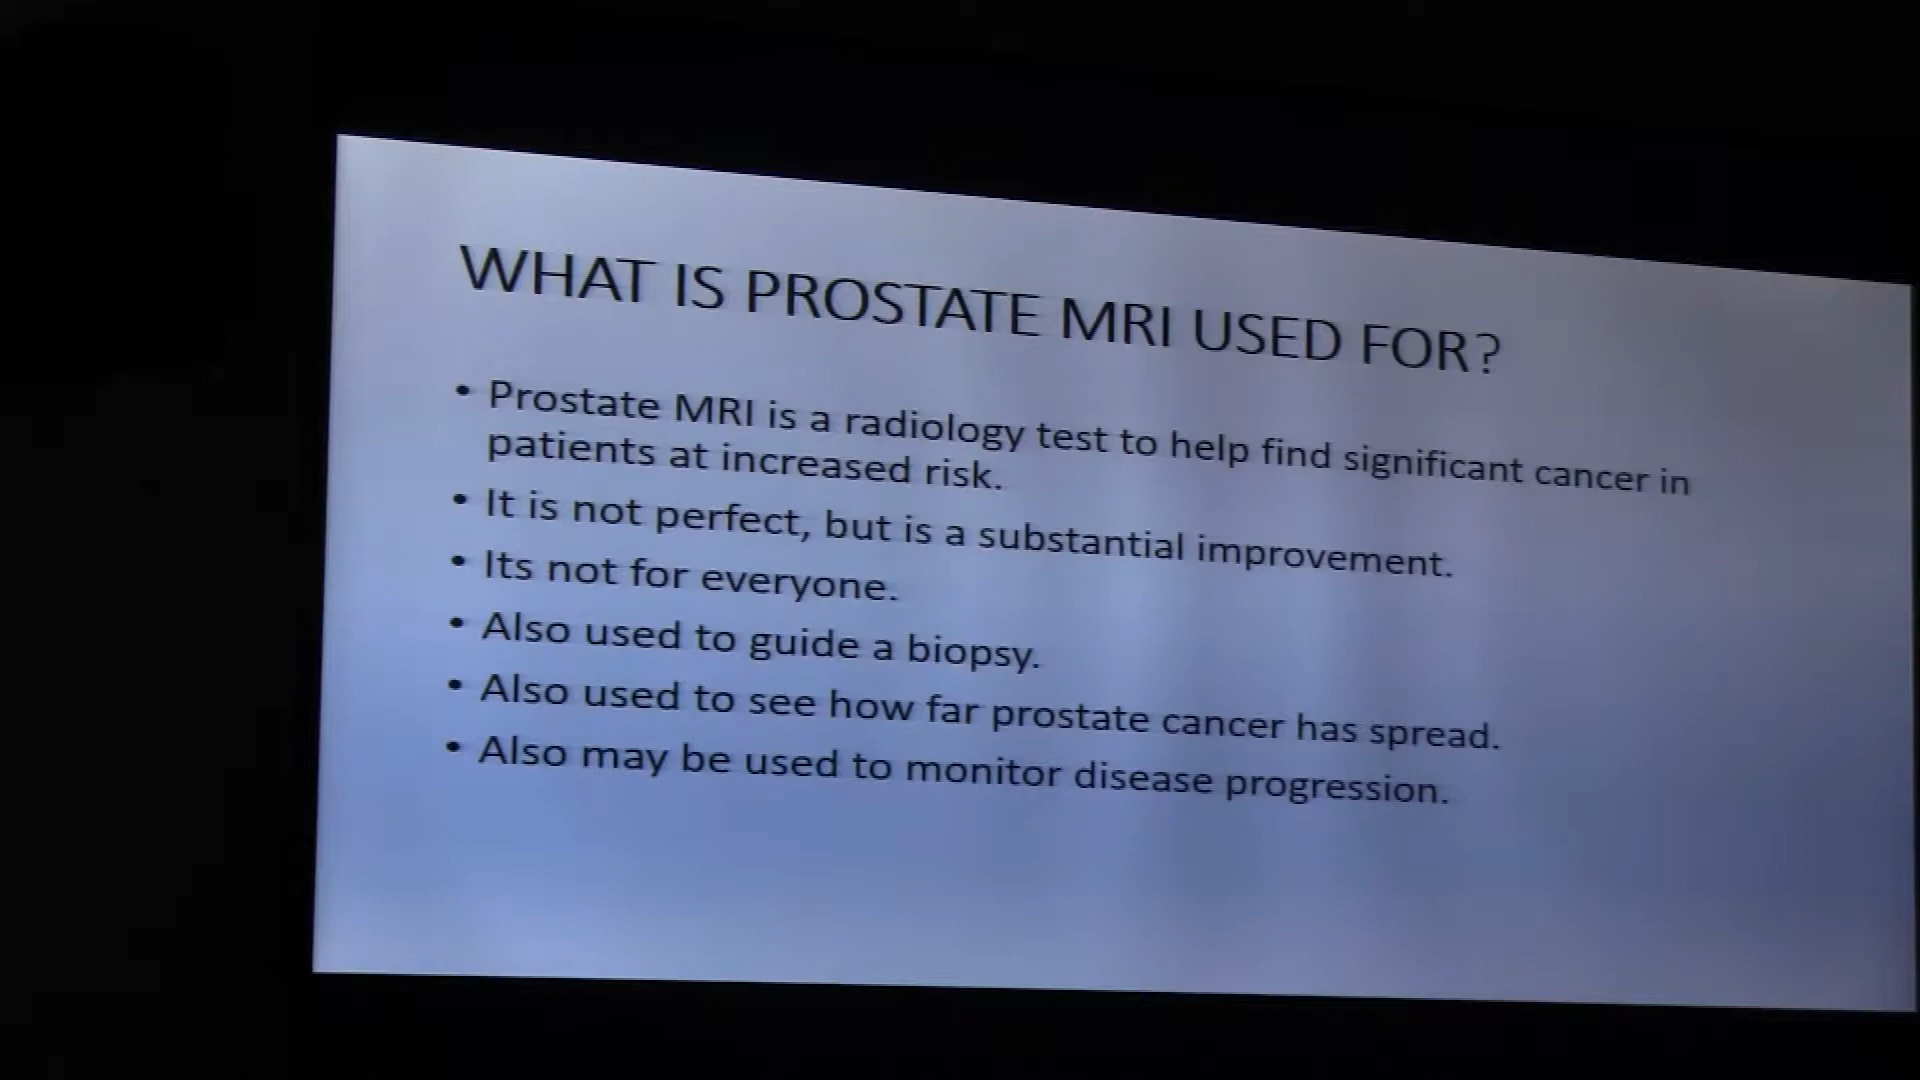 WHAT IS PROSTATE MRI USED FOR?
• Prostate MRI is a radiology test to help find significant cancer in
patients at increased risk.
• It is not perfect, but is a substantial improvement.
• Its not for everyone.
• Also used to guide a biopsy.
• Also used to see how far prostate cancer has spread.
• Also may be used to monitor disease progression.